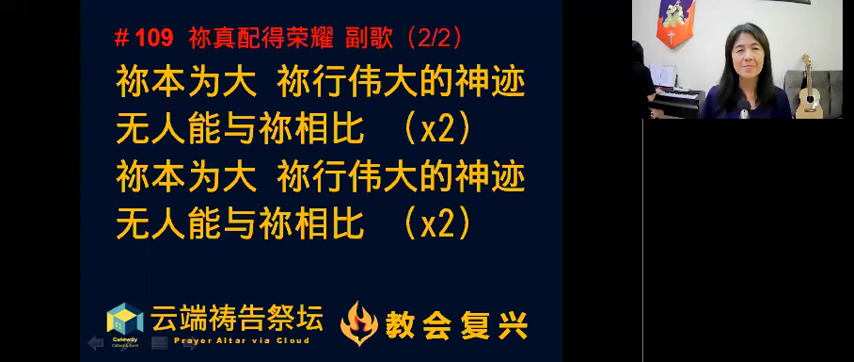 # 109 祢真配得荣耀 副歌（2/2）
祢本为大 祢行伟大的神迹
无人能与祢相比 （x2）
祢本为大 祢行伟大的神迹
无人能与祢相比 （x2）
云端祷告祭坛
Prayer Altar via Cloud
教会复兴